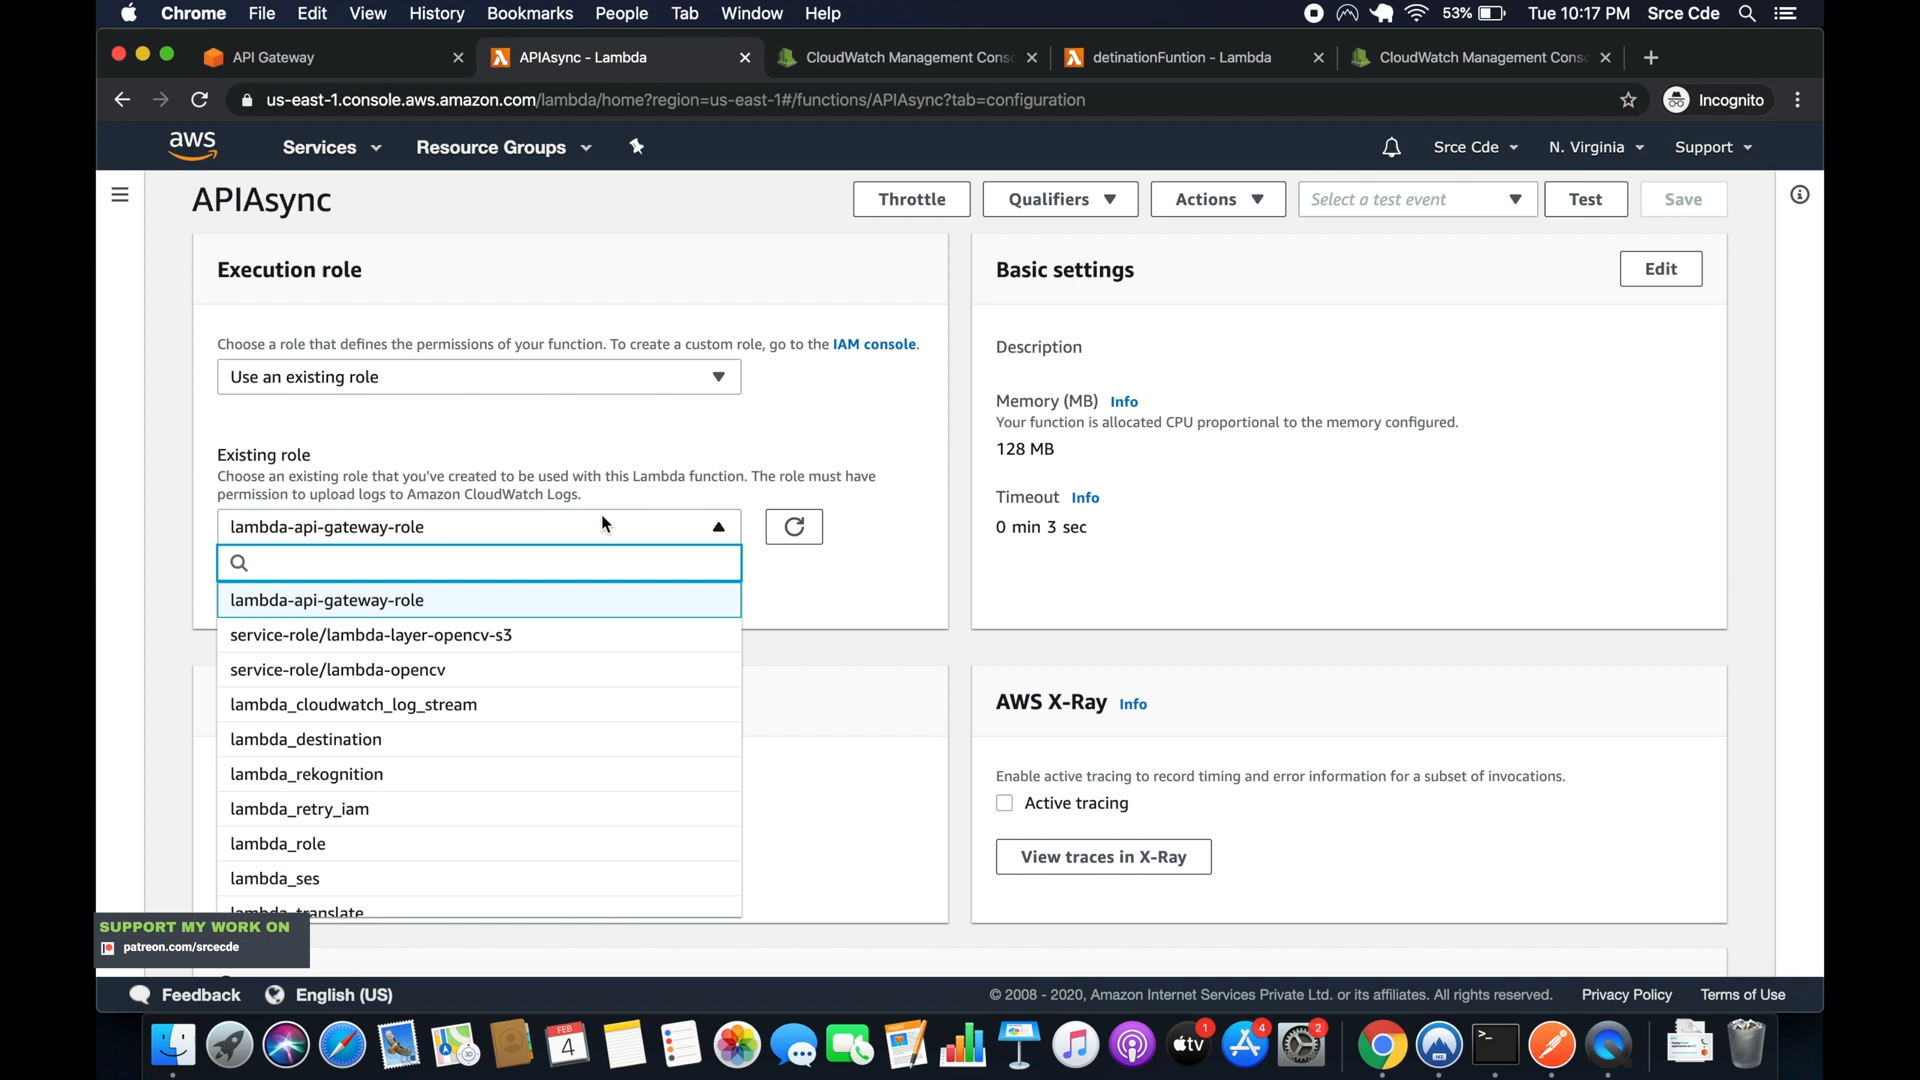 Chrome File Edit View History Bookmarks People Tab Window Help 53% Tue 10:17 PM Srce Cde
API Gateway APIAsync - Lambda CloudWatch Management Cons detinationFuntion - Lambda CloudWatch Management Cons
us-east-1.console.aws.amazon.com/lambda/home?region=us-east-1#/functions/APIAsync?tab=configuration Incognito
aws Services Resource Groups Srce Cde N. Virginia Support
APIAsync Throttle Qualifiers Actions Select a test event Test Save
Execution role
Choose a role that defines the permissions of your function. To create a custom role, go to the IAM console.
Use an existing role
Existing role
Choose an existing role that you've created to be used with this Lambda function. The role must have
permission to upload logs to Amazon CloudWatch Logs.
lambda-api-gateway-role
lambda-api-gateway-role
service-role/lambda-layer-opencv-s3
service-role/lambda-opencv
lambda_cloudwatch_log_stream
lambda_destination
lambda_rekognition
lambda_retry_iam
lambda_role
lambda_ses
lambda_translate
Basic settings Edit
Description
Memory (MB) Info
Your function is allocated CPU proportional to the memory configured.
128 MB
Timeout Info
0 min 3 sec
AWS X-Ray Info
Enable active tracing to record timing and error information for a subset of invocations.
Active tracing
View traces in X-Ray
SUPPORT MY WORK ON
patreon.com/srcecde
Feedback English (US) © 2008 - 2020, Amazon Internet Services Private Ltd. or its affiliates. All rights reserved. Privacy Policy Terms of Use
FEB
4
3D
tv
1
4
2